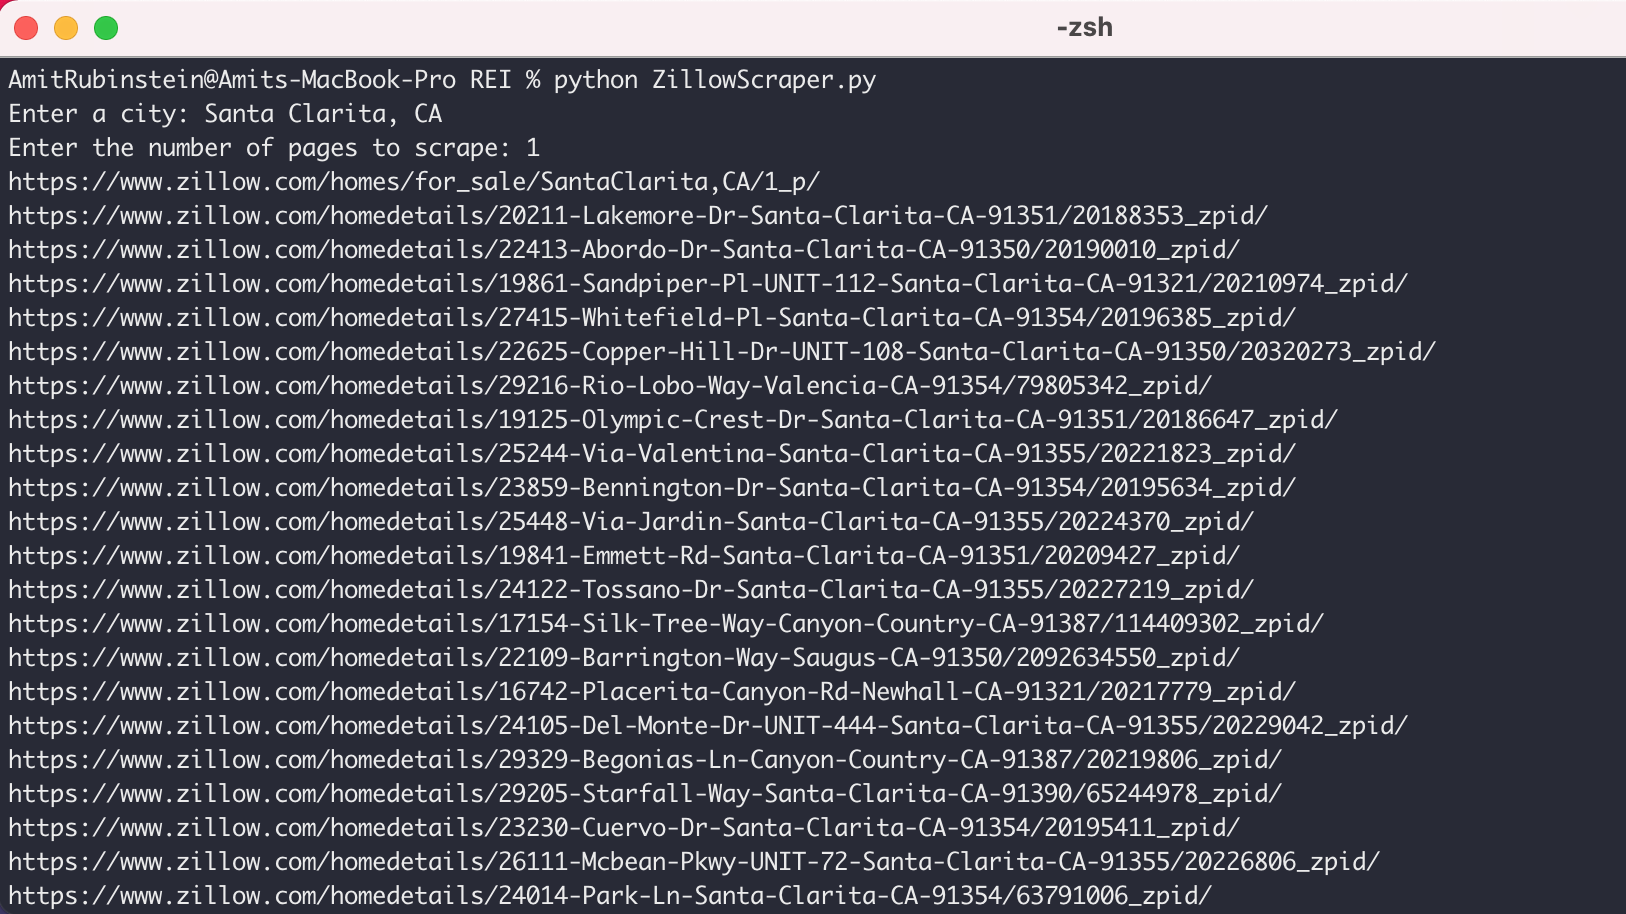 -zsh
AmitRubinstein@Amits-MacBook-Pro REI % python ZillowScraper.py
Enter a city: Santa Clarita, CA
Enter the number of pages to scrape: 1
https://www.zillow.com/homes/for_sale/SantaClarita,CA/1_p/
https://www.zillow.com/homedetails/20211-Lakemore-Dr-Santa-Clarita-CA-91351/20188353_zpid/
https://www.zillow.com/homedetails/22413-Abordo-Dr-Santa-Clarita-CA-91350/20190010_zpid/
https://www.zillow.com/homedetails/19861-Sandpiper-Pl-UNIT-112-Santa-Clarita-CA-91321/20210974_zpid/
https://www.zillow.com/homedetails/27415-Whitefield-Pl-Santa-Clarita-CA-91354/20196385_zpid/
https://www.zillow.com/homedetails/22625-Copper-Hill-Dr-UNIT-108-Santa-Clarita-CA-91350/20320273_zpid/
https://www.zillow.com/homedetails/29216-Rio-Lobo-Way-Valencia-CA-91354/79805342_zpid/
https://www.zillow.com/homedetails/19125-Olympic-Crest-Dr-Santa-Clarita-CA-91351/20186647_zpid/
https://www.zillow.com/homedetails/25244-Via-Valentina-Santa-Clarita-CA-91355/20221823_zpid/
https://www.zillow.com/homedetails/23859-Bennington-Dr-Santa-Clarita-CA-91354/20195634_zpid/
https://www.zillow.com/homedetails/25448-Via-Jardin-Santa-Clarita-CA-91355/20224370_zpid/
https://www.zillow.com/homedetails/19841-Emmett-Rd-Santa-Clarita-CA-91351/20209427_zpid/
https://www.zillow.com/homedetails/24122-Tossano-Dr-Santa-Clarita-CA-91355/20227219_zpid/
https://www.zillow.com/homedetails/17154-Silk-Tree-Way-Canyon-Country-CA-91387/114409302_zpid/
https://www.zillow.com/homedetails/22109-Barrington-Way-Saugus-CA-91350/2092634550_zpid/
https://www.zillow.com/homedetails/16742-Placerita-Canyon-Rd-Newhall-CA-91321/20217779_zpid/
https://www.zillow.com/homedetails/24105-Del-Monte-Dr-UNIT-444-Santa-Clarita-CA-91355/20229042_zpid/
https://www.zillow.com/homedetails/29329-Begonias-Ln-Canyon-Country-CA-91387/20219806_zpid/
https://www.zillow.com/homedetails/29205-Starfall-Way-Santa-Clarita-CA-91390/65244978_zpid/
https://www.zillow.com/homedetails/23230-Cuervo-Dr-Santa-Clarita-CA-91354/20195411_zpid/
https://www.zillow.com/homedetails/26111-Mcbean-Pkwy-UNIT-72-Santa-Clarita-CA-91355/20226806_zpid/
https://www.zillow.com/homedetails/24014-Park-Ln-Santa-Clarita-CA-91354/63791006_zpid/